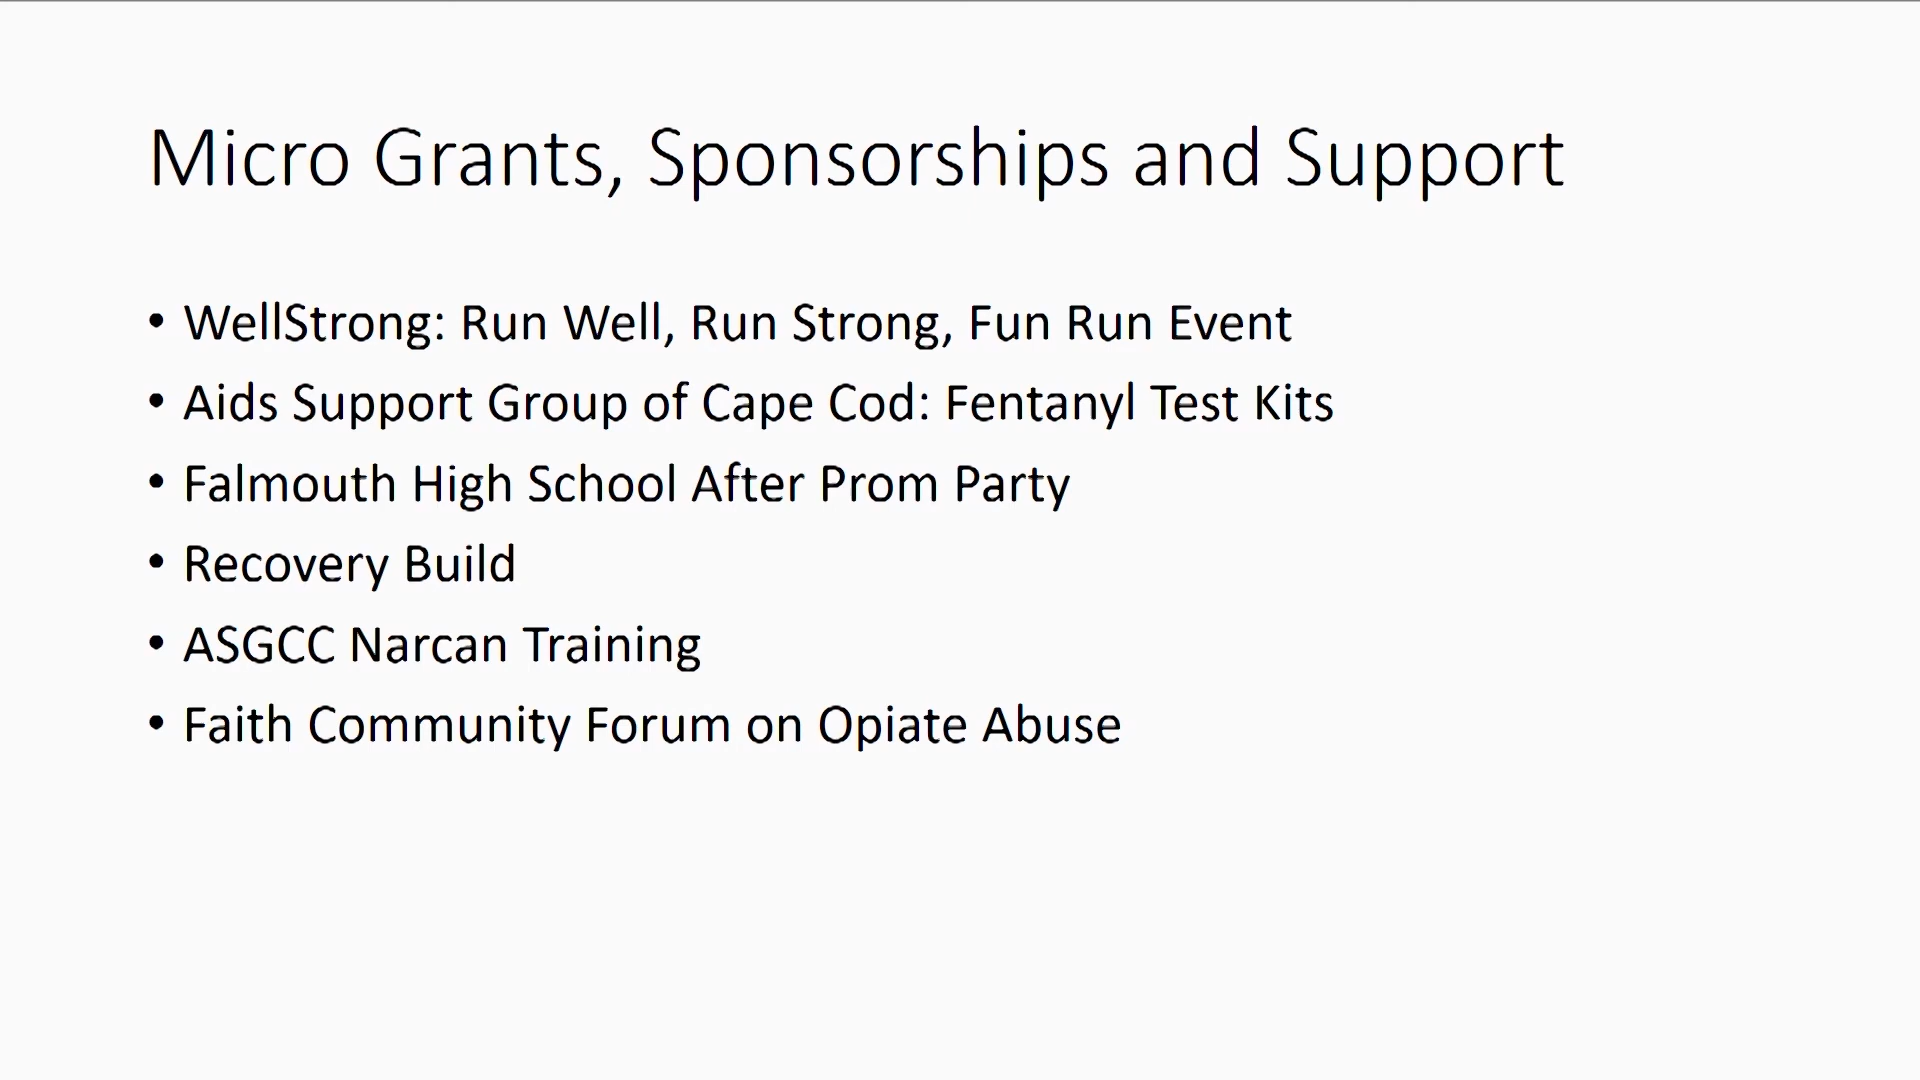 Micro Grants, Sponsorships and Support
• WellStrong: Run Well, Run Strong, Fun Run Event
• Aids Support Group of Cape Cod: Fentanyl Test Kits
• Falmouth High School After Prom Party
• Recovery Build
• ASGCC Narcan Training
• Faith Community Forum on Opiate Abuse